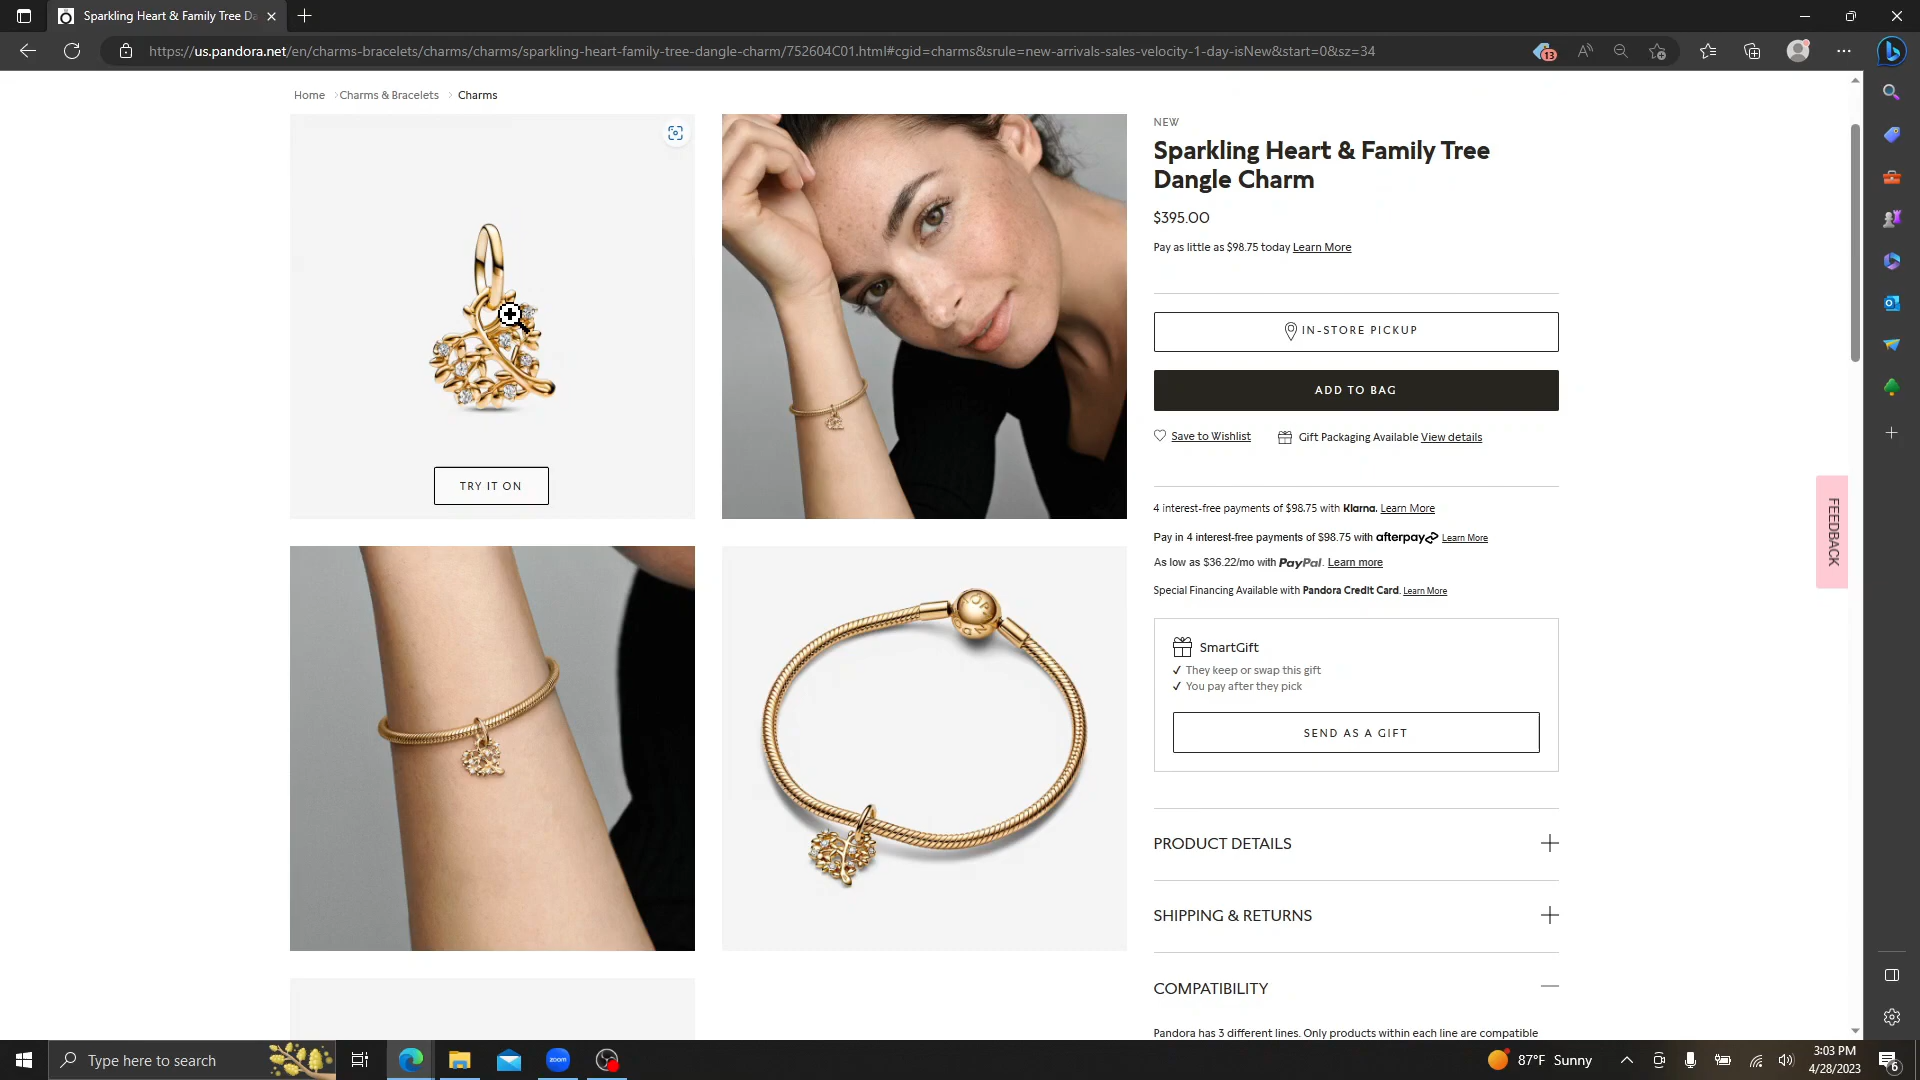 Sparkling Heart & Family Tree Da
https://us.pandora.net/en/charms-bracelets/charms/charms/sparkling-heart-family-tree-dangle-charm/752604C01.html#cgid=charms&srule=new-arrivals-sales-velocity-1-day-isNew&start=0&sz=34
13
Home > Charms & Bracelets > Charms
NEW
Sparkling Heart & Family Tree
Dangle Charm
$395.00
Pay as little as $98.75 today Learn More
IN-STORE PICKUP
ADD TO BAG
Save to Wishlist
Gift Packaging Available View details
TRY IT ON
4 interest-free payments of $98.75 with Klarna. Learn More
Pay in 4 interest-free payments of $98.75 with afterpay Learn More
As low as $36.22/mo with PayPal. Learn more
Special Financing Available with Pandora Credit Card. Learn More
FEEDBACK
SmartGift
✓ They keep or swap this gift
✓ You pay after they pick
SEND AS A GIFT
PRODUCT DETAILS
SHIPPING & RETURNS
COMPATIBILITY
Pandora has 3 different lines. Only products within each line are compatible
Type here to search
zoom
87°F Sunny
3:03 PM
4/28/2023
6